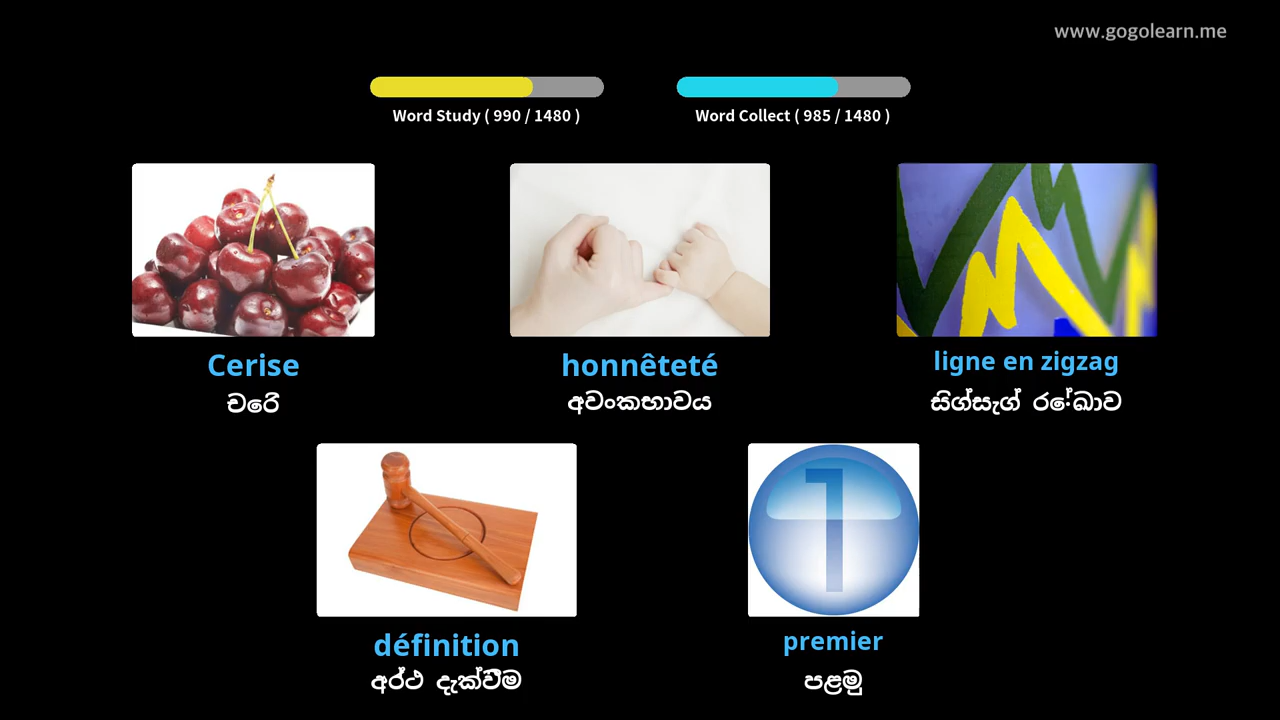 www.gogolearn.me
Word Study ( 990 / 1480 )
Word Collect ( 985 / 1480 )
Cerise
චෙරි
honnêteté
අවංකභාවය
ligne en zigzag
සිග්සැග් රේඛාව
définition
අර්ථ දැක්වීම
premier
පළමු
1